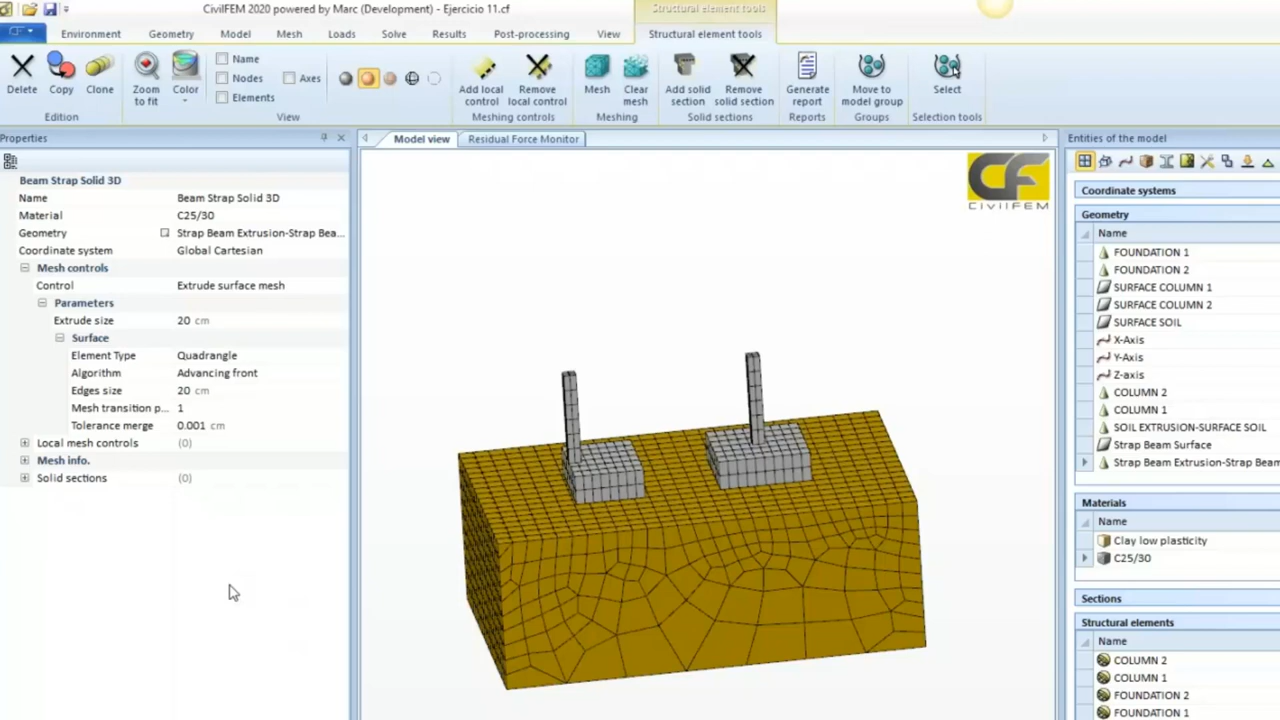 CivilFEM 2020 powered by Marc (Development) - Ejercicio 11.cf
Structural element tools
Environment Geometry Model Mesh Loads Solve Results Post-processing View Structural element tools
Delete
Copy
Clone
Edition
Zoom to fit
Color
Name
Nodes
Axes
Elements
View
Add local control
Remove local control
Meshing controls
Mesh
Clear mesh
Meshing
Add solid section
Remove solid section
Solid sections
Generate report
Reports
Move to model group
Groups
Select
Selection tools
Properties
Beam Strap Solid 3D
Name Beam Strap Solid 3D
Material C25/30
Geometry Strap Beam Extrusion-Strap Bea...
Coordinate system Global Cartesian
Mesh controls
Control Extrude surface mesh
Parameters
Extrude size 20 cm
Surface
Element Type Quadrangle
Algorithm Advancing front
Edges size 20 cm
Mesh transition p... 1
Tolerance merge 0.001 cm
Local mesh controls (0)
Mesh info.
Solid sections (0)
Model view
Residual Force Monitor
CF
CIVILFEM
Entities of the model
Coordinate systems
Geometry
Name
FOUNDATION 1
FOUNDATION 2
SURFACE COLUMN 1
SURFACE COLUMN 2
SURFACE SOIL
X-Axis
Y-Axis
Z-axis
COLUMN 2
COLUMN 1
SOIL EXTRUSION-SURFACE SOIL
Strap Beam Surface
Strap Beam Extrusion-Strap Beam
Materials
Name
Clay low plasticity
C25/30
Sections
Structural elements
Name
COLUMN 2
COLUMN 1
FOUNDATION 2
FOUNDATION 1